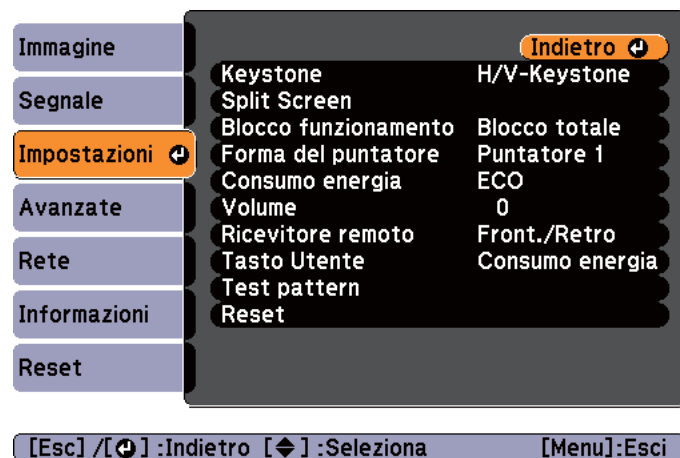 Immagine
Segnale
Impostazioni
Avanzate
Rete
Informazioni
Reset
Indietro
Keystone H/V-Keystone
Split Screen
Blocco funzionamento Blocco totale
Forma del puntatore Puntatore 1
Consumo energia ECO
Volume 0
Ricevitore remoto Front./Retro
Tasto Utente Consumo energia
Test pattern
Reset
[Esc] /[⏎] :Indietro [◆] :Seleziona [Menu]:Esci